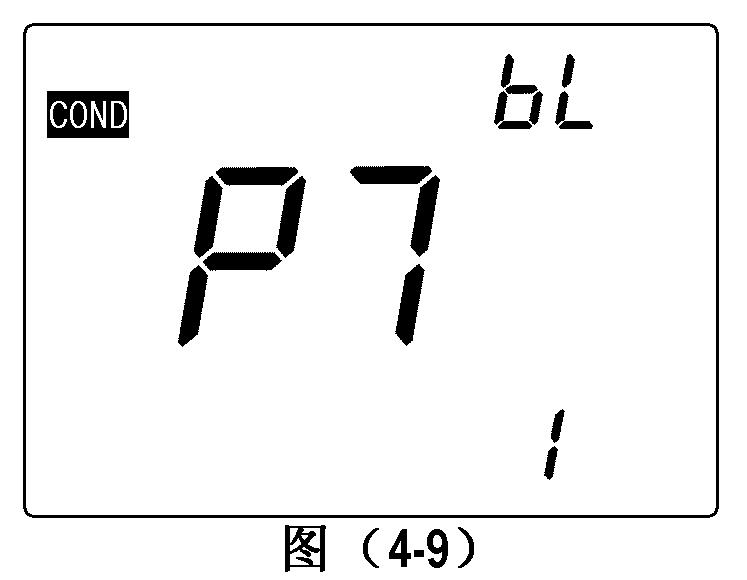 bL
COND
P7
1
图（4-9）